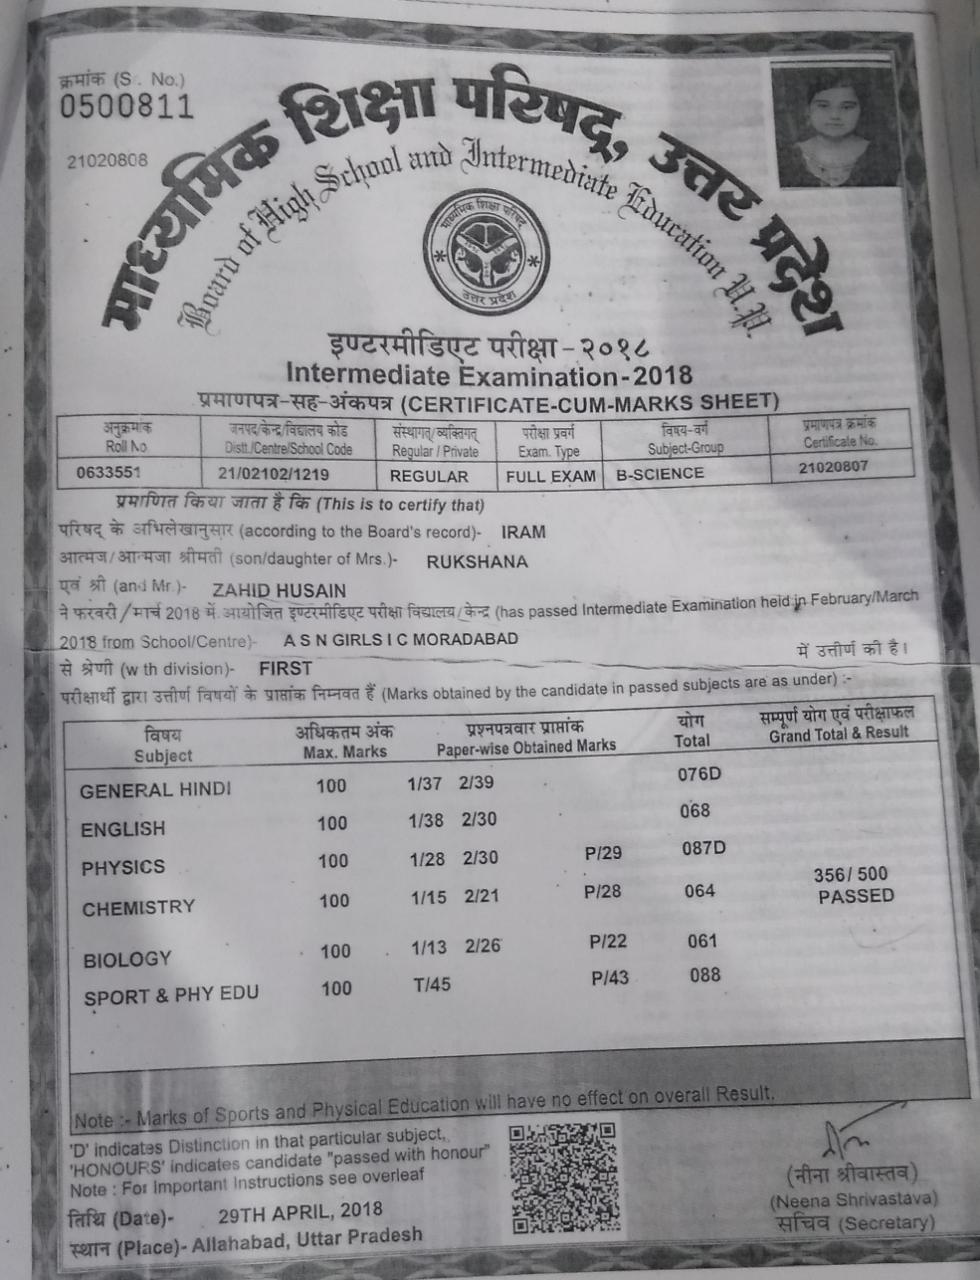 क्रमांक (S. No.)
0500811
21020808
माध्यमिक शिक्षा परिषद्, उत्तर प्रदेश
Board of High School and Intermediate Education U.P.
माध्यमिक शिक्षा परिषद्
उत्तर प्रदेश
इण्टरमीडिएट परीक्षा - २०१८
Intermediate Examination-2018
प्रमाणपत्र-सह-अंकपत्र (CERTIFICATE-CUM-MARKS SHEET)
अनुक्रमांक जनपद/केन्द्र/विद्यालय कोड संस्थागत्/व्यक्तिगत् परीक्षा प्रवर्ग विषय-वर्ग प्रमाणपत्र क्रमांक
Roll No Distt./Centre/School Code Regular / Private Exam. Type Subject-Group Certificate No.
0633551 21/02102/1219 REGULAR FULL EXAM B-SCIENCE 21020807
प्रमाणित किया जाता है कि (This is to certify that)
परिषद् के अभिलेखानुसार (according to the Board's record)- IRAM
आत्मज/आत्मजा श्रीमती (son/daughter of Mrs.)- RUKSHANA
एवं श्री (and Mr.)- ZAHID HUSAIN
ने फरवरी/मार्च 2018 में आयोजित इण्टरमीडिएट परीक्षा विद्यालय/केन्द्र (has passed Intermediate Examination held in February/March
2018 from School/Centre)- A S N GIRLS I C MORADABAD
में उत्तीर्ण की है।
से श्रेणी (w th division)- FIRST
परीक्षार्थी द्वारा उत्तीर्ण विषयों के प्राप्तांक निम्नवत हैं (Marks obtained by the candidate in passed subjects are as under) :-
विषय अधिकतम अंक प्रश्नपत्रवार प्राप्तांक योग सम्पूर्ण योग एवं परीक्षाफल
Subject Max. Marks Paper-wise Obtained Marks Total Grand Total & Result
GENERAL HINDI 100 1/37 2/39 076D
ENGLISH 100 1/38 2/30 068
PHYSICS 100 1/28 2/30 P/29 087D
356/ 500
CHEMISTRY 100 1/15 2/21 P/28 064 PASSED
BIOLOGY 100 1/13 2/26 P/22 061
SPORT & PHY EDU 100 T/45 P/43 088
Note :- Marks of Sports and Physical Education will have no effect on overall Result.
'D' indicates Distinction in that particular subject,
'HONOURS' indicates candidate "passed with honour"
Note : For Important Instructions see overleaf
तिथि (Date)- 29TH APRIL, 2018
स्थान (Place)- Allahabad, Uttar Pradesh
(नीना श्रीवास्तव)
(Neena Shrivastava)
सचिव (Secretary)